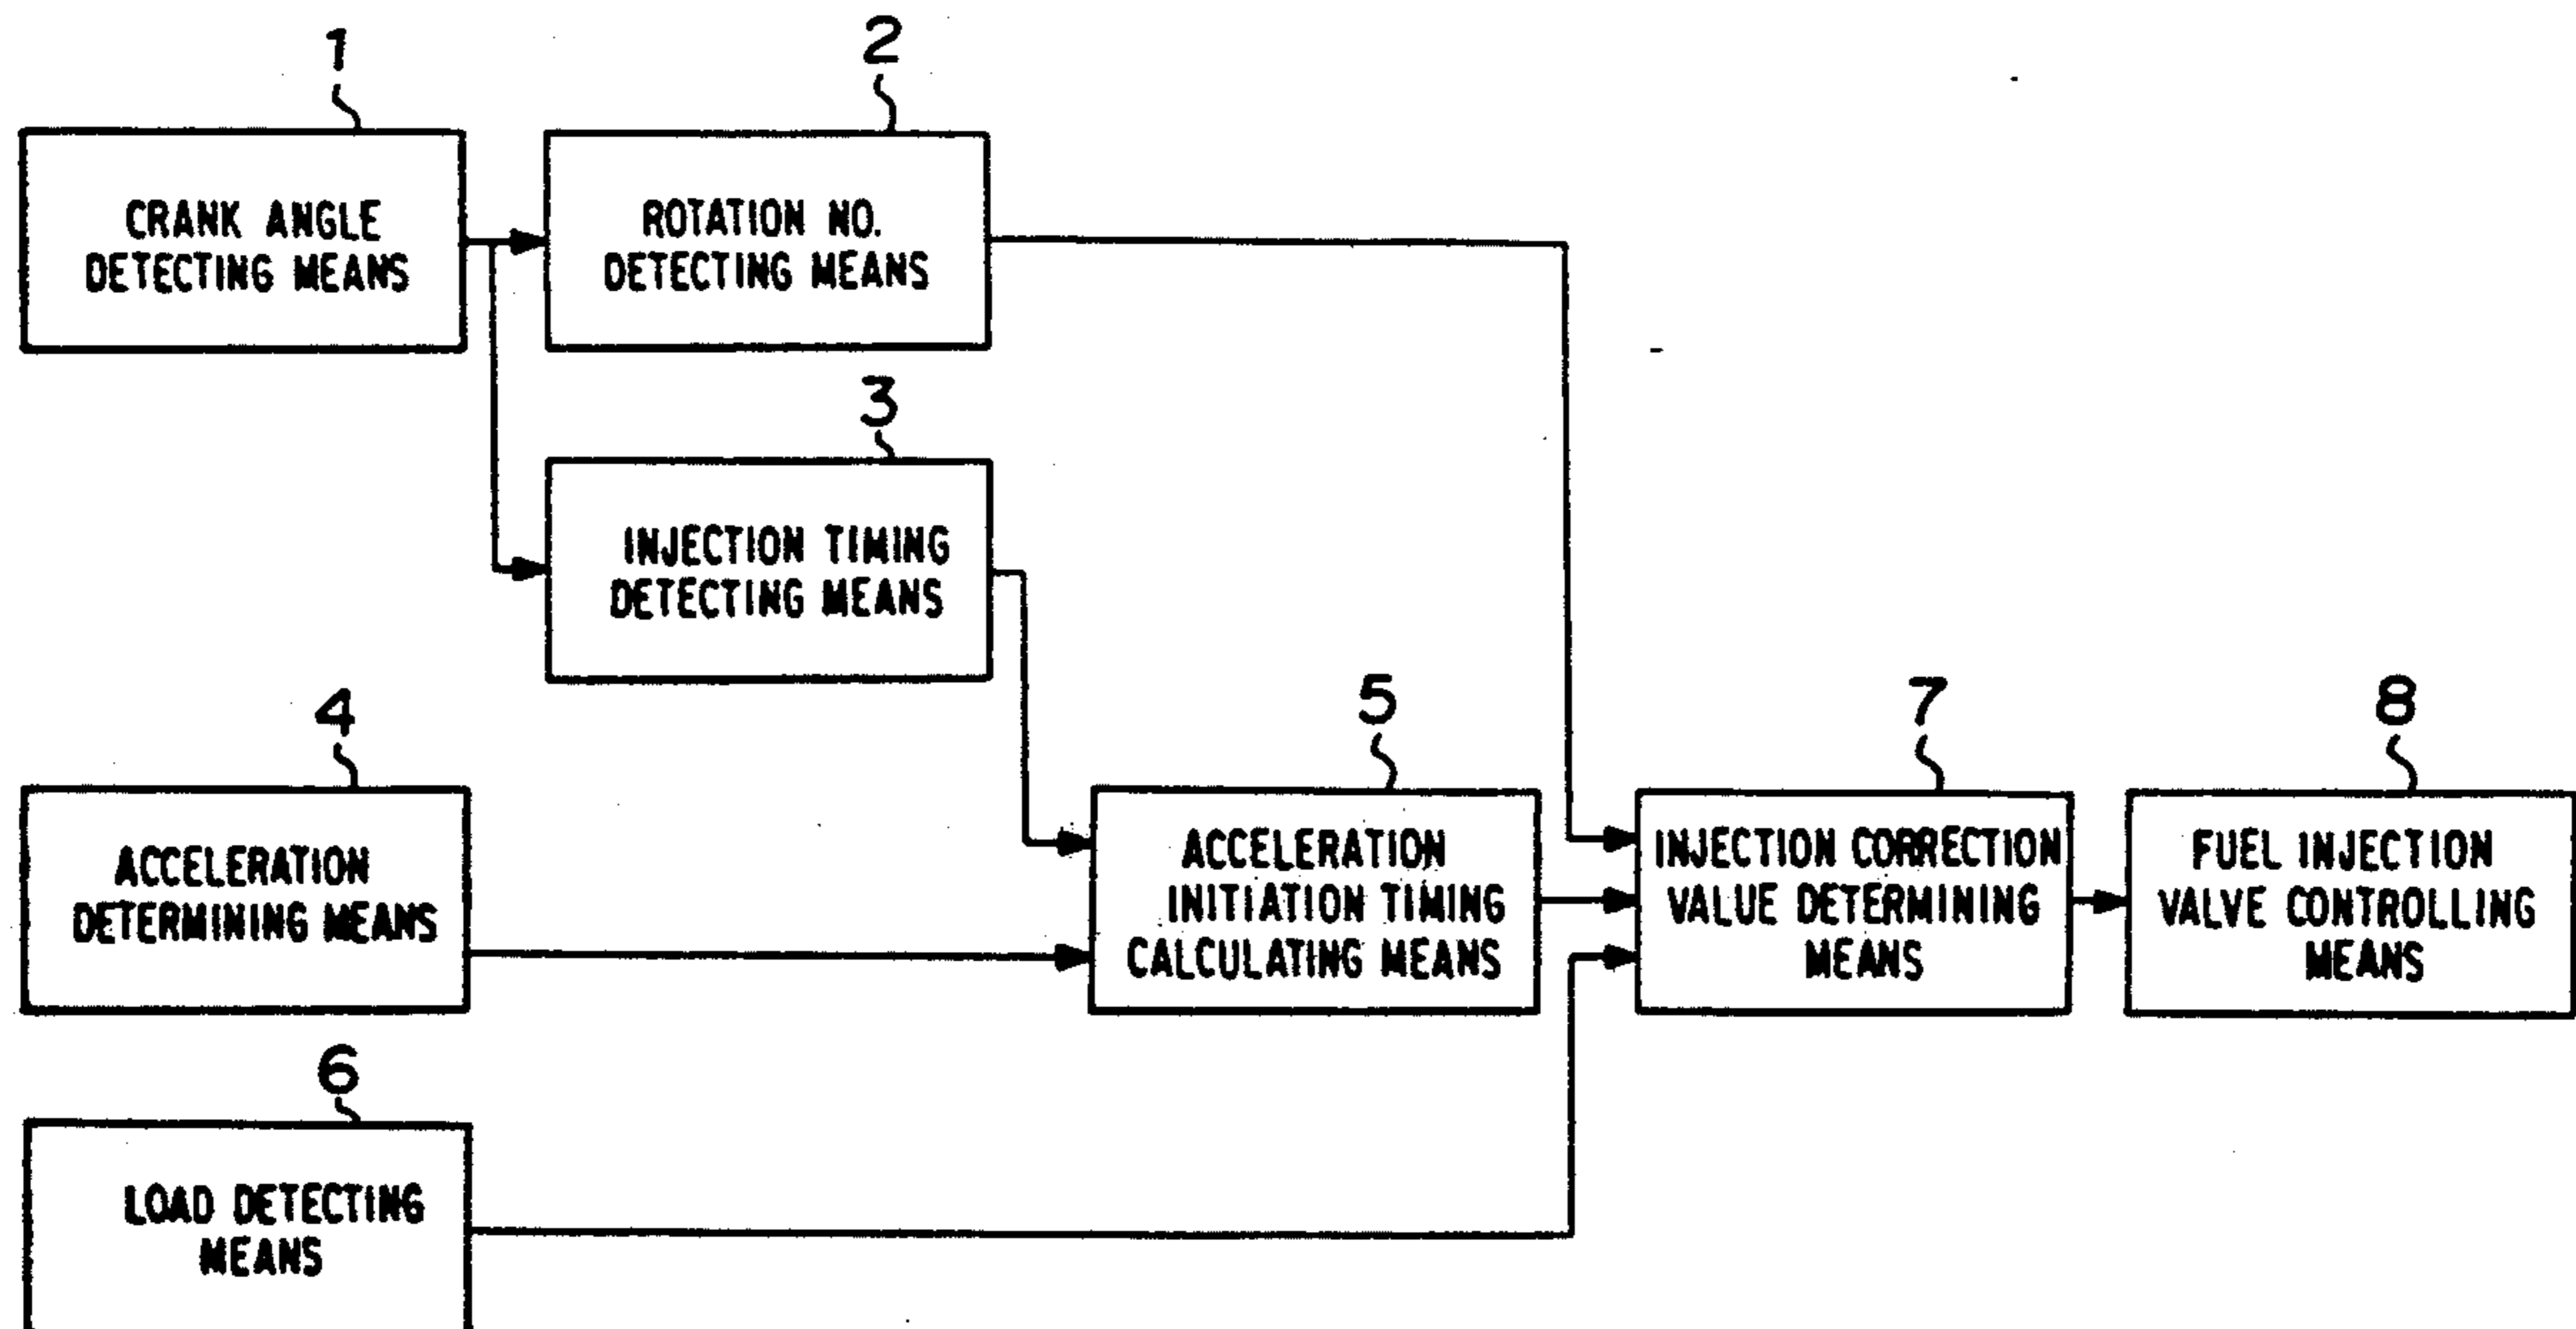 1
CRANK ANGLE
DETECTING MEANS
2
ROTATION NO.
DETECTING MEANS
3
INJECTION TIMING
DETECTING MEANS
4
ACCELERATION
DETERMINING MEANS
5
ACCELERATION
INITIATION TIMING
CALCULATING MEANS
6
LOAD DETECTING
MEANS
7
INJECTION CORRECTION
VALUE DETERMINING
MEANS
8
FUEL INJECTION
VALVE CONTROLLING
MEANS